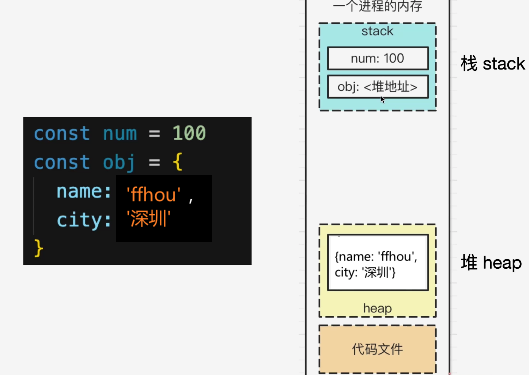 一个进程的内存
stack
num: 100
obj: <堆地址>
栈 stack
const num = 100
const obj = {
name: 'ffhou' ,
city: '深圳'
}
{name: 'ffhou',
city: '深圳'}
heap
堆 heap
代码文件